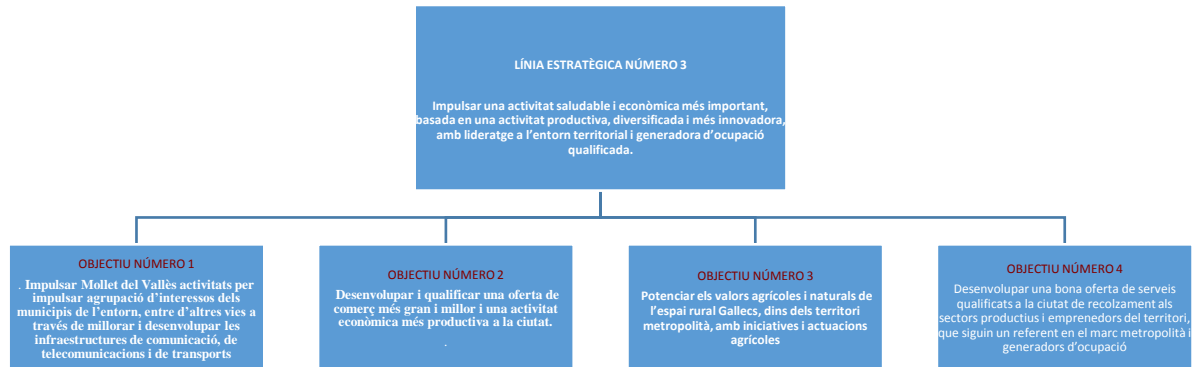 LÍNIA ESTRATÈGICA NÚMERO 3
Impulsar una activitat saludable i econòmica més important,
basada en una activitat productiva, diversificada i més innovadora,
amb lideratge a l'entorn territorial i generadora d'ocupació
qualificada.
OBJECTIU NÚMERO 1
. Impulsar Mollet del Vallès activitats per
impulsar agrupació d'interessos dels
municipis de l'entorn, entre d'altres vies a
través de millorar i desenvolupar les
infraestructures de comunicació, de
telecomunicacions i de transports
OBJECTIU NÚMERO 2
Desenvolupar i qualificar una oferta de
comerç més gran i millor i una activitat
econòmica més productiva a la ciutat.
.
OBJECTIU NÚMERO 3
Potenciar els valors agrícoles i naturals de
l'espai rural Gallecs, dins del territori
metropolità, amb iniciatives i actuacions
agrícoles
OBJECTIU NÚMERO 4
Desenvolupar una bona oferta de serveis
qualificats a la ciutat de recolzament als
sectors productius i emprenedors del territori,
que siguin un referent en el marc metropolità i
generadors d'ocupació